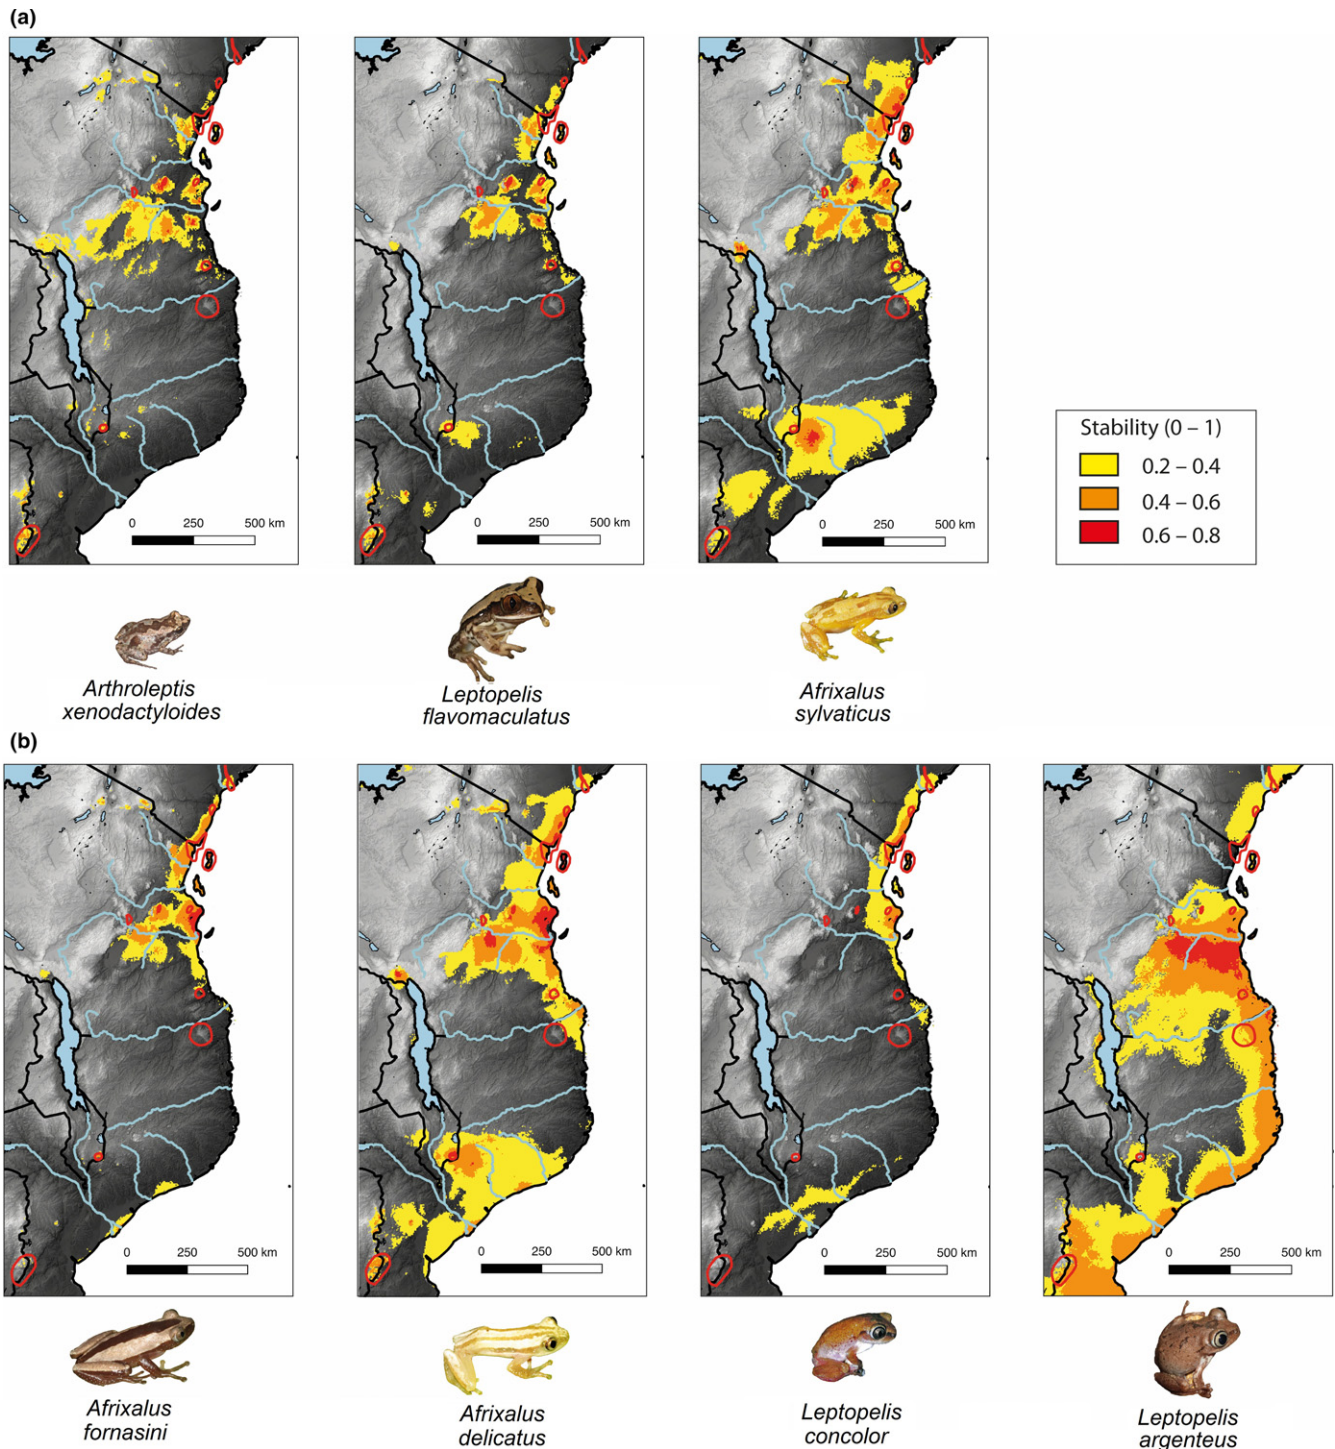 (a)
0 250 500 km
0 250 500 km
0 250 500 km
Stability (0 – 1)
0.2 – 0.4
0.4 – 0.6
0.6 – 0.8
Arthroleptis
xenodactyloides
Leptopelis
flavomaculatus
Afrixalus
sylvaticus
(b)
0 250 500 km
0 250 500 km
0 250 500 km
0 250 500 km
Afrixalus
fornasini
Afrixalus
delicatus
Leptopelis
concolor
Leptopelis
argenteus